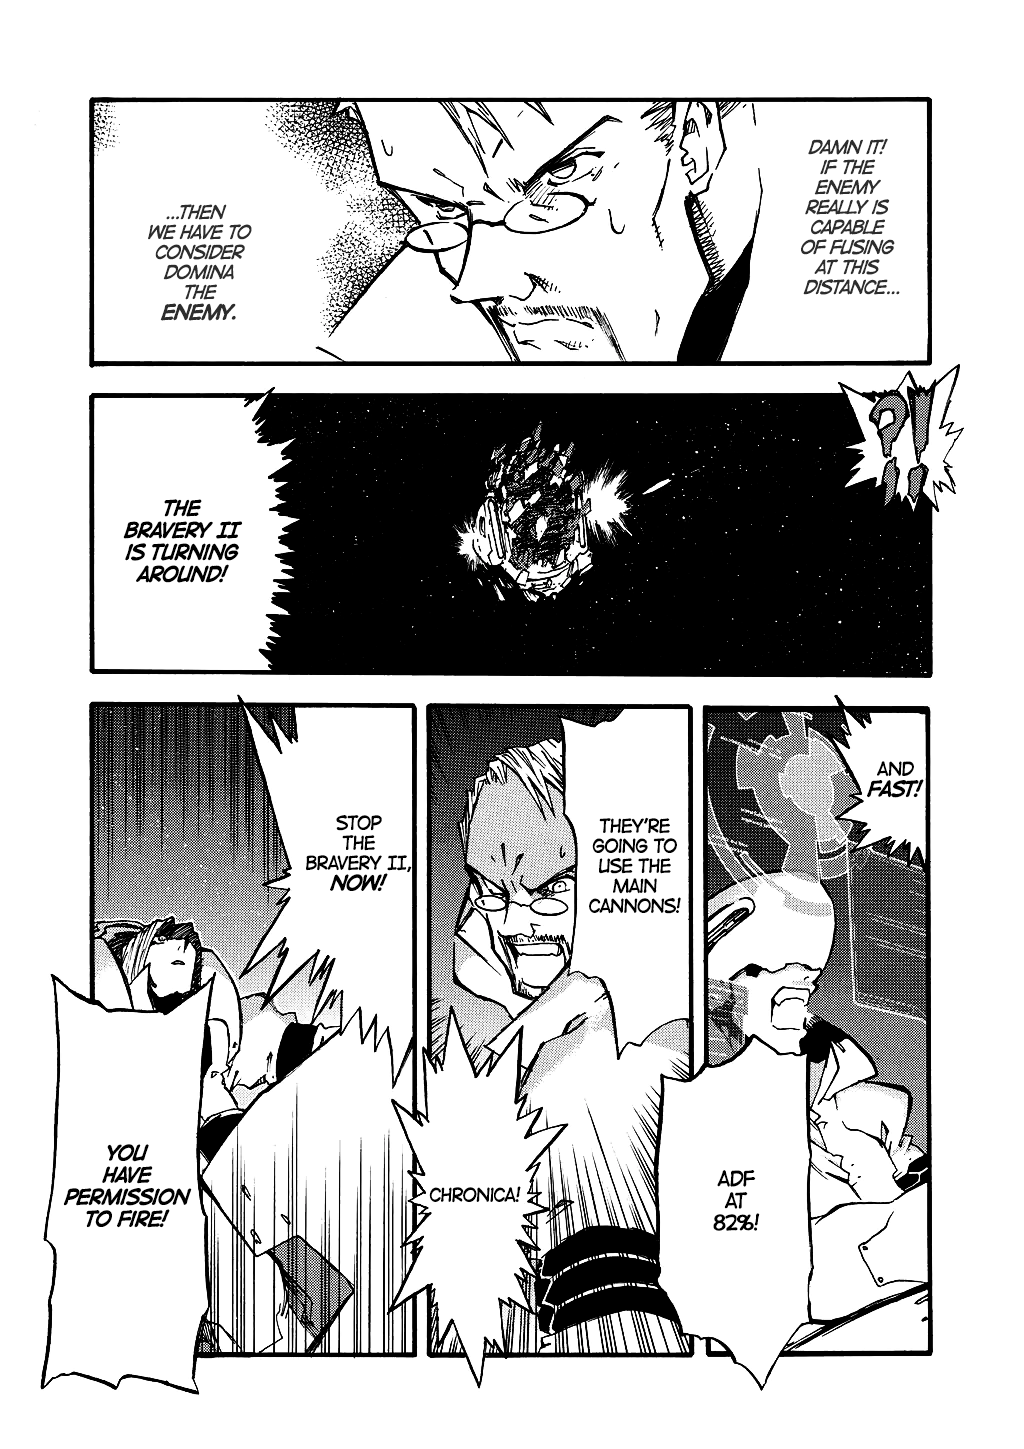 DAMN IT!
IF THE
ENEMY
REALLY IS
CAPABLE
OF FUSING
AT THIS
DISTANCE...
...THEN
WE HAVE TO
CONSIDER
DOMINA
THE
ENEMY.
?!
!!
THE
BRAVERY II
IS TURNING
AROUND!
AND
FAST!
ADF
AT
82%!
THEY'RE
GOING TO
USE THE
MAIN
CANNONS!
CHRONICA!
STOP
THE
BRAVERY II,
NOW!
YOU
HAVE
PERMISSION
TO FIRE!